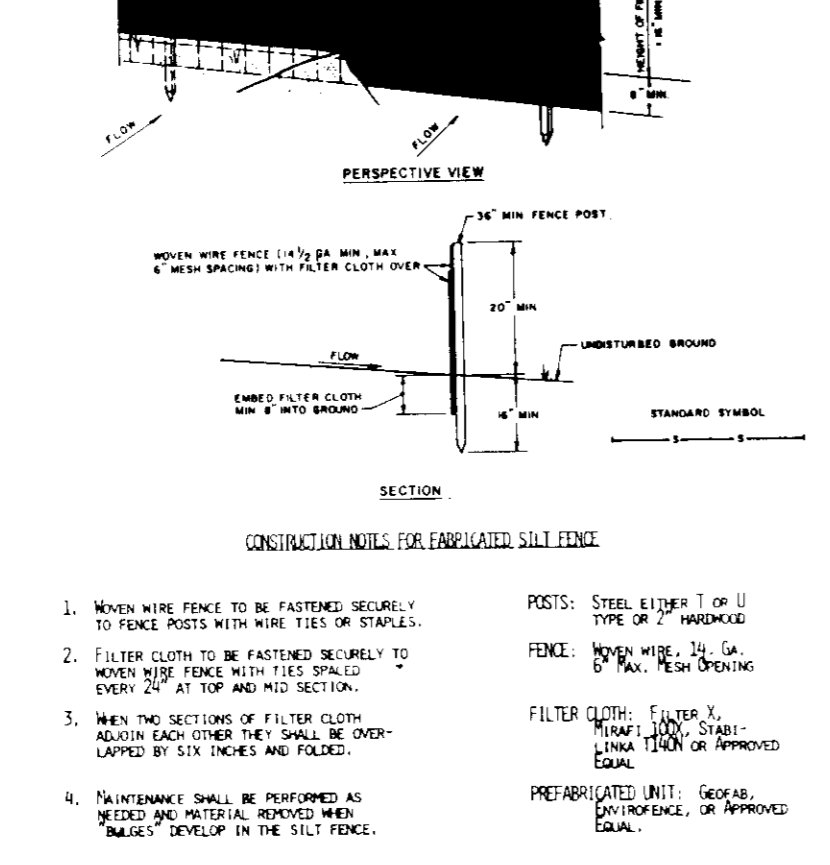 HEIGHT OF FI
16" MIN
8" MIN.
FLOW
FLOW
PERSPECTIVE VIEW
36" MIN FENCE POST
WOVEN WIRE FENCE (14 1/2 GA. MIN, MAX
6" MESH SPACING) WITH FILTER CLOTH OVER
20" MIN
UNDISTURBED GROUND
FLOW
EMBED FILTER CLOTH
MIN 8" INTO GROUND
16" MIN
STANDARD SYMBOL
S S
SECTION
CONSTRUCTION NOTES FOR FABRICATED SILT FENCE
1. WOVEN WIRE FENCE TO BE FASTENED SECURELY
TO FENCE POSTS WITH WIRE TIES OR STAPLES.
2. FILTER CLOTH TO BE FASTENED SECURELY TO
WOVEN WIRE FENCE WITH TIES SPACED
EVERY 24" AT TOP AND MID SECTION.
3. WHEN TWO SECTIONS OF FILTER CLOTH
ADJOIN EACH OTHER THEY SHALL BE OVER-
LAPPED BY SIX INCHES AND FOLDED.
4. MAINTENANCE SHALL BE PERFORMED AS
NEEDED AND MATERIAL REMOVED WHEN
"BULGES" DEVELOP IN THE SILT FENCE.
POSTS: STEEL EITHER T OR U
TYPE OR 2" HARDWOOD
FENCE: WOVEN WIRE, 14. GA.
6" MAX. MESH OPENING
FILTER CLOTH: FILTER X,
MIRAFI 100X, STABI-
LINKA T140N OR APPROVED
EQUAL
PREFABRICATED UNIT: GEOFAB,
ENVIROFENCE, OR APPROVED
EQUAL.